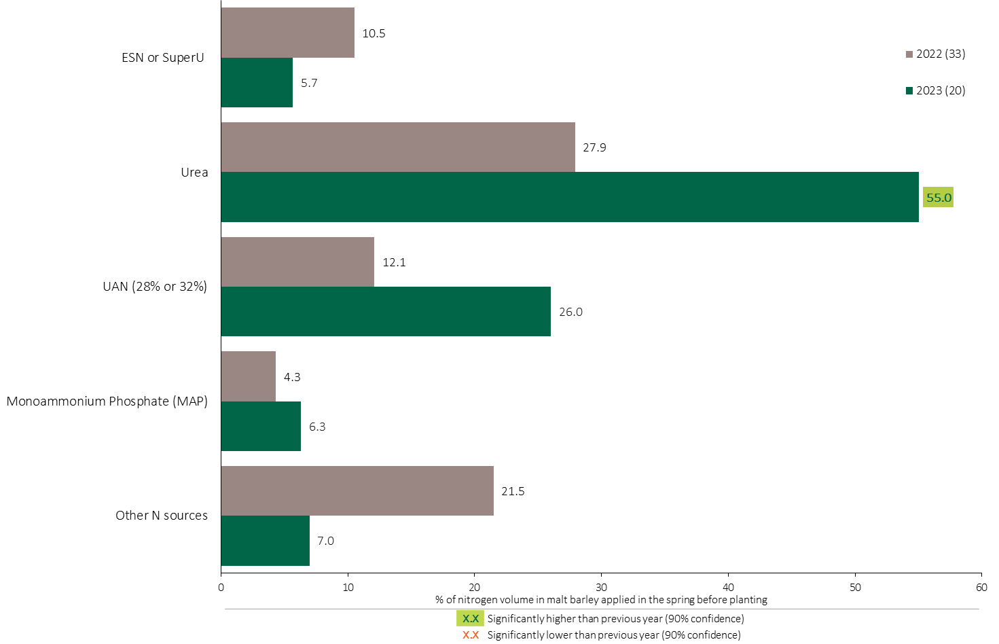 10.5
2022 (33)
ESN or SuperU
5.7
2023 (20)
27.9
Urea
55.0
12.1
UAN (28% or 32%)
26.0
4.3
Monoammonium Phosphate (MAP)
6.3
21.5
Other N sources
7.0
0 10 20 30 40 50 60
% of nitrogen volume in malt barley applied in the spring before planting
X.X Significantly higher than previous year (90% confidence)
X.X Significantly lower than previous year (90% confidence)